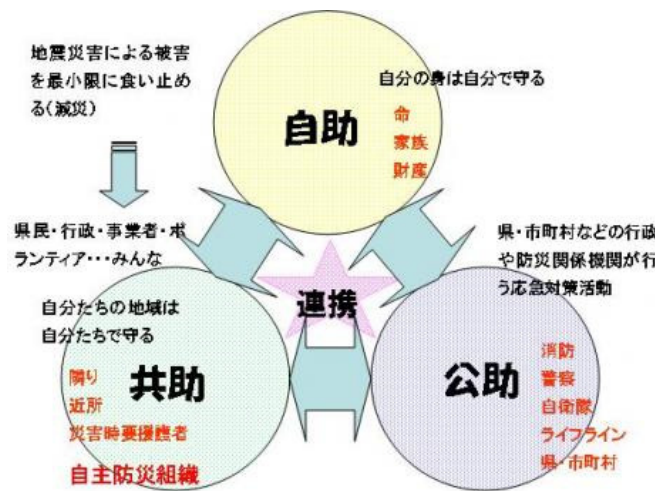 地震災害による被害
を最小限に食い止め
る(減災)
自分の身は自分で守る
自助
命
家族
財産
県民・行政・事業者・ボ
ランティア・・・みんな
県・市町村などの行政
や防災関係機関が行
う応急対策活動
連携
自分たちの地域は
自分たちで守る
共助
隣り
近所
災害時要援護者
自主防災組織
公助
消防
警察
自衛隊
ライフライン
県・市町村